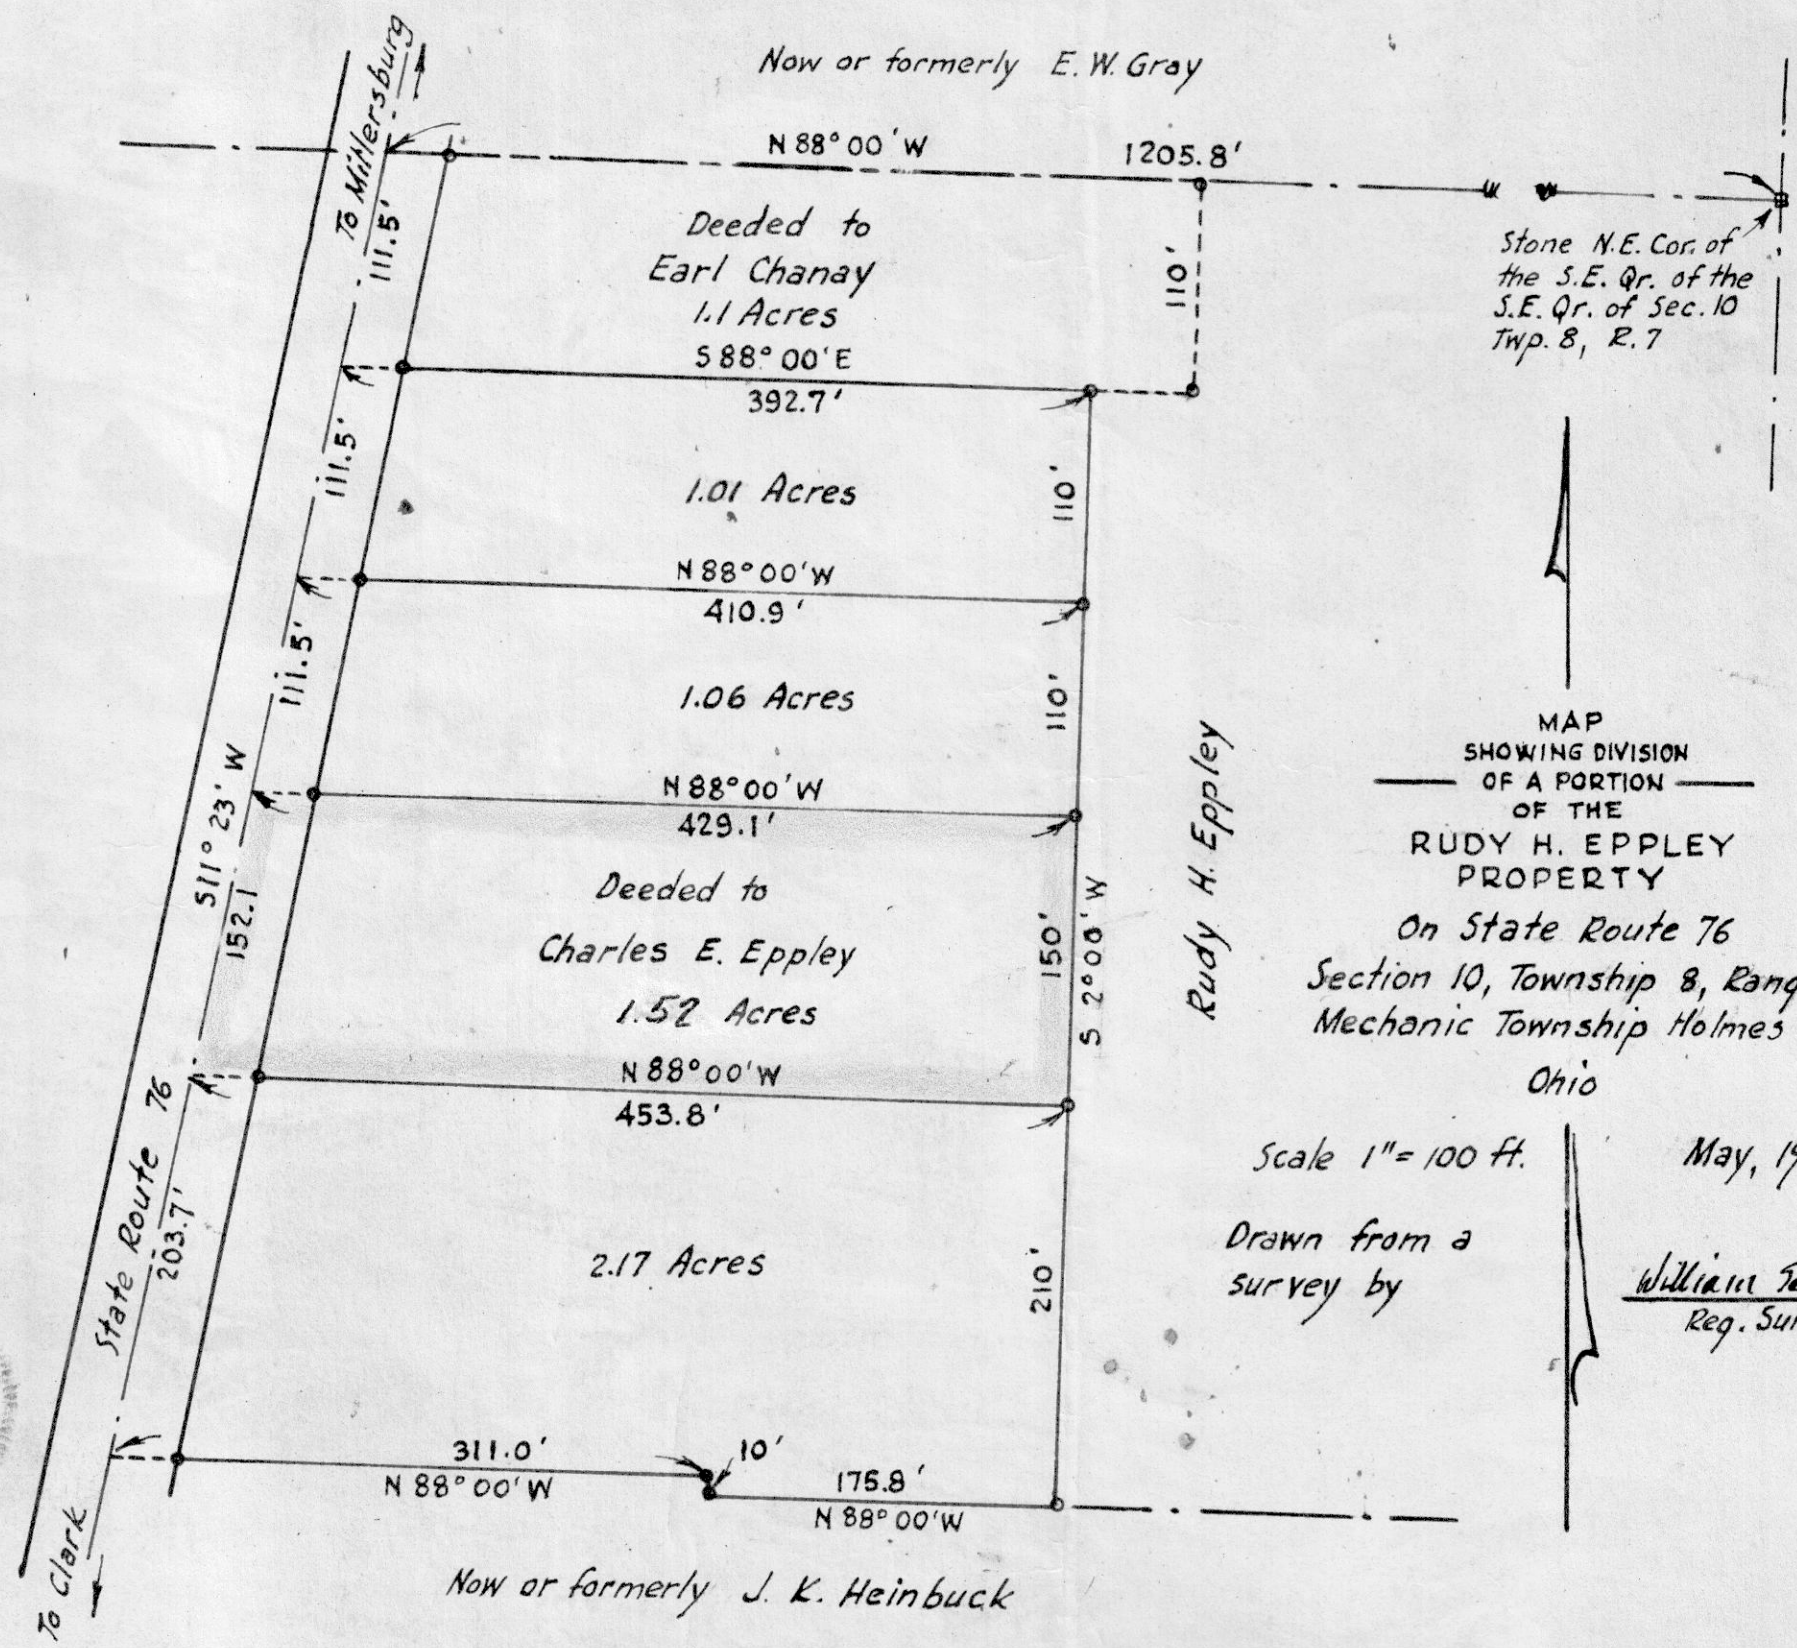 Now or formerly E. W. Gray
To Millersburg
N 88° 00' W 1205.8'
111.5'
Deeded to
Earl Chanay
1.1 Acres
110'
Stone N.E. Cor. of
the S.E. Qr. of the
S.E. Qr. of Sec. 10
Twp. 8, R. 7
S 88° 00' E
392.7'
111.5'
1.01 Acres
110'
N 88° 00' W
410.9'
111.5'
1.06 Acres
110'
N 88° 00' W
429.1'
S 11° 23' W
152.1
Deeded to
Charles E. Eppley
1.52 Acres
150'
S 2° 00' W
Rudy H. Eppley
N 88° 00' W
453.8'
State Route 76
203.7'
2.17 Acres
210'
311.0'
N 88° 00' W
10'
175.8'
N 88° 00' W
To Clark
Now or formerly J. K. Heinbuck
MAP
SHOWING DIVISION
OF A PORTION
OF THE
RUDY H. EPPLEY
PROPERTY
On State Route 76
Section 10, Township 8, Rang
Mechanic Township Holmes
Ohio
Scale 1" = 100 ft.
May, 19
Drawn from a
survey by
William
Reg. Sur